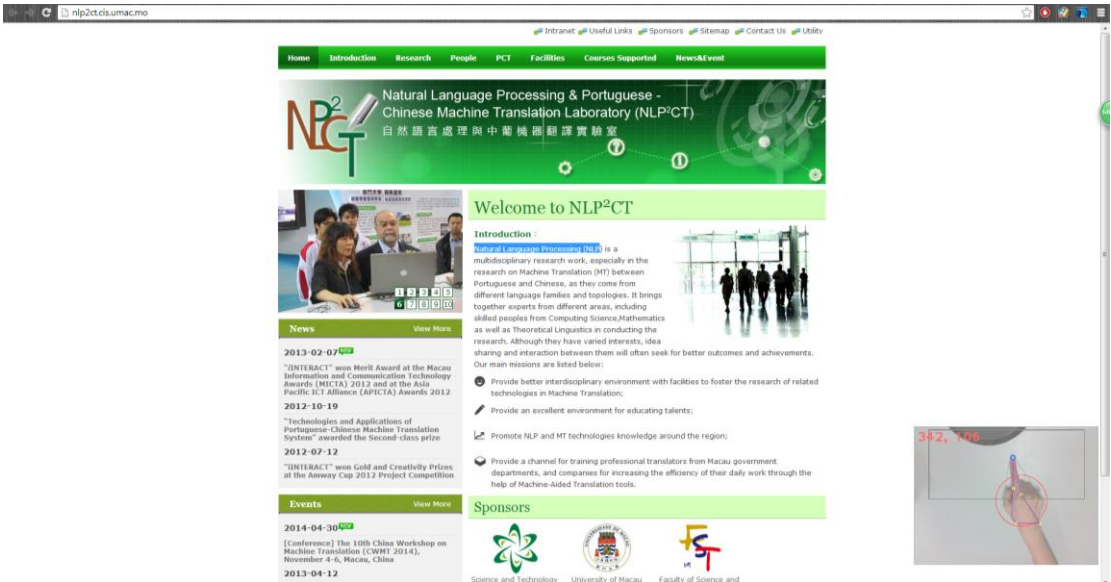 nlp2ct.cis.umac.mo
Intranet Useful Links Sponsors Sitemap Contact Us Utility
Home Introduction Research People PCT Facilities Courses Supported News&Event
NLP²CT
Natural Language Processing & Portuguese -
Chinese Machine Translation Laboratory (NLP²CT)
自然語言處理與中葡機器翻譯實驗室
1 2 3 4 5
6 7 8 9 10
News View More
2013-02-07 NEW
"iINTERACT" won Merit Award at the Macau
Information and Communication Technology
Awards (MICTA) 2012 and at the Asia
Pacific ICT Alliance (APICTA) Awards 2012
2012-10-19
"Technologies and Applications of
Portuguese-Chinese Machine Translation
System" awarded the Second-class prize
2012-07-12
"iINTERACT" won Gold and Creativity Prizes
at the Amway Cup 2012 Project Competition
Events View More
2014-04-30 NEW
[Conference] The 10th China Workshop on
Machine Translation (CWMT 2014),
November 4-6, Macau, China
2013-04-12
Welcome to NLP²CT
Introduction :
Natural Language Processing (NLP) is a
multidisciplinary research work, especially in the
research on Machine Translation (MT) between
Portuguese and Chinese, as they come from
different language families and topologies. It brings
together experts from different areas, including
skilled peoples from Computing Science,Mathematics
as well as Theoretical Linguistics in conducting the
research. Although they have varied interests, idea
sharing and interaction between them will often seek for better outcomes and achievements.
Our main missions are listed below:
Provide better interdisciplinary environment with facilities to foster the research of related
technologies in Machine Translation;
Provide an excellent environment for educating talents;
Promote NLP and MT technologies knowledge around the region;
Provide a channel for training professional translators from Macau government
departments, and companies for increasing the efficiency of their daily work through the
help of Machine-Aided Translation tools.
Sponsors
FST
Science and Technology University of Macau Faculty of Science and
342, 706